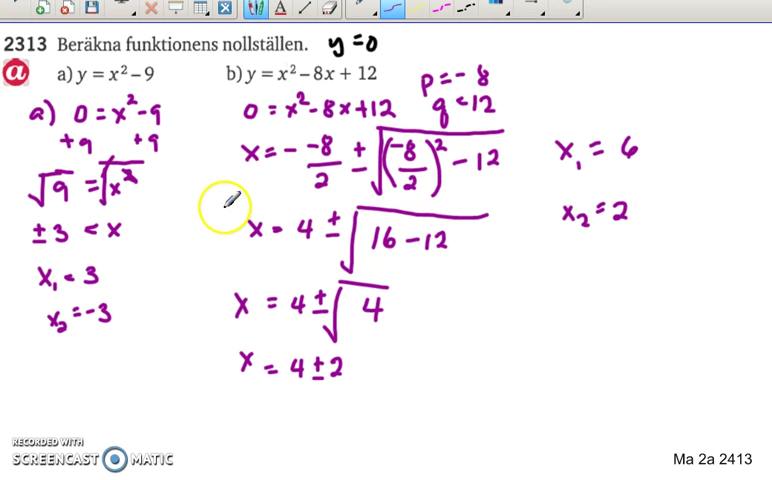 2313 Beräkna funktionens nollställen. y = 0
a
a) y = x² – 9
b) y = x² – 8x + 12
p = -8
q = 12
a) 0 = x² - 9
+9 +9
√9 = √x²
±3 = x
x₁ = 3
x₂ = -3
0 = x² - 8x + 12
x = - -8/2 ± √((-8/2)² - 12)
x = 4 ± √(16 - 12)
x = 4 ± √4
x = 4 ± 2
x₁ = 6
x₂ = 2
RECORDED WITH
SCREENCAST MATIC
Ma 2a 2413